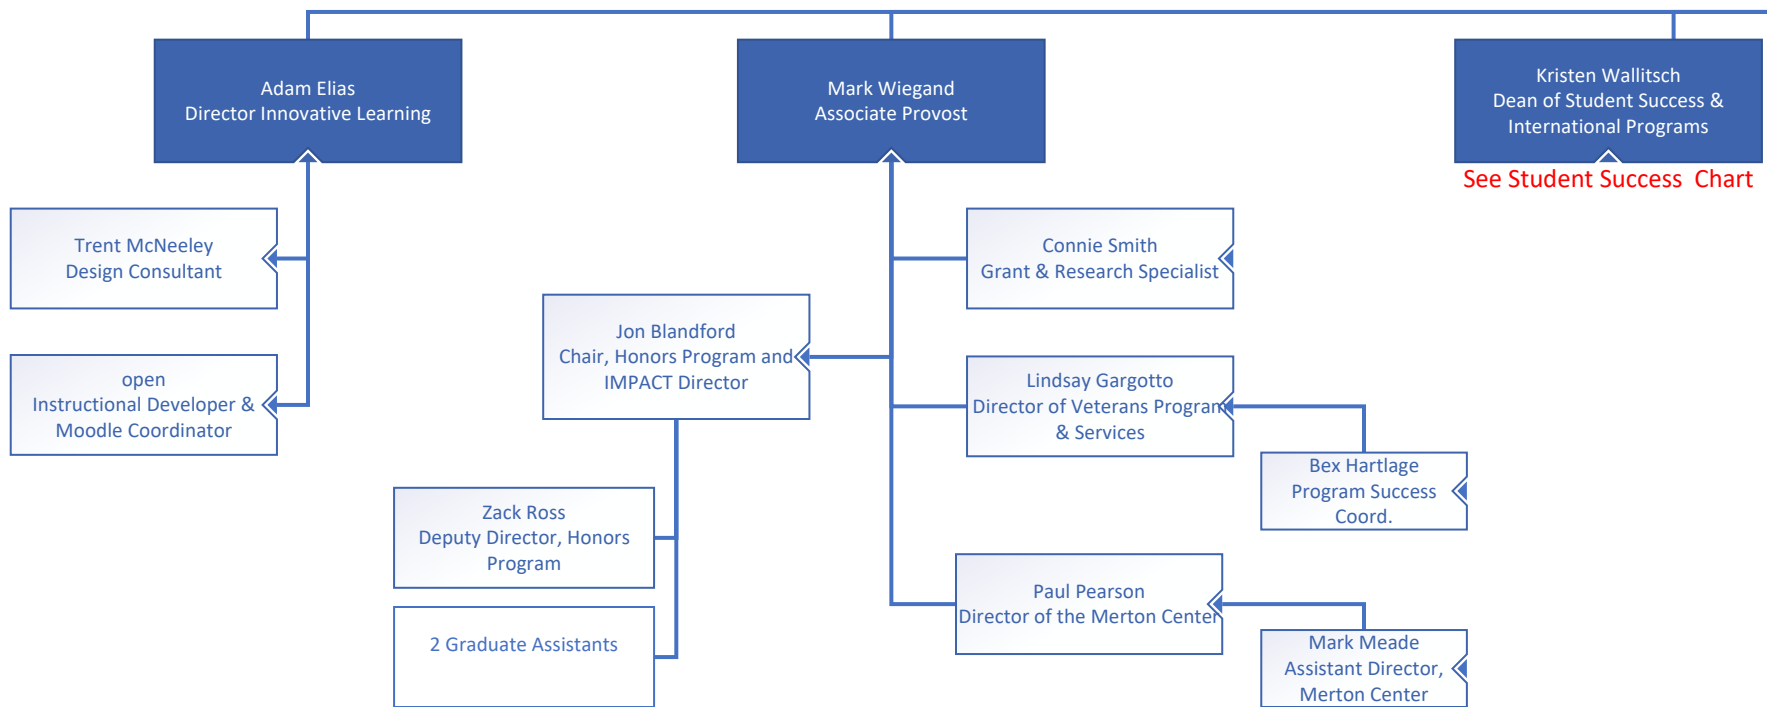 Adam Elias
Director Innovative Learning
Mark Wiegand
Associate Provost
Kristen Wallitsch
Dean of Student Success &
International Programs
See Student Success  Chart
Trent McNeeley
Design Consultant
open
Instructional Developer &
Moodle Coordinator
Jon Blandford
Chair, Honors Program and
IMPACT Director
Zack Ross
Deputy Director, Honors
Program
2 Graduate Assistants
Connie Smith
Grant & Research Specialist
Lindsay Gargotto
Director of Veterans Program
& Services
Bex Hartlage
Program Success
Coord.
Paul Pearson
Director of the Merton Center
Mark Meade
Assistant Director,
Merton Center